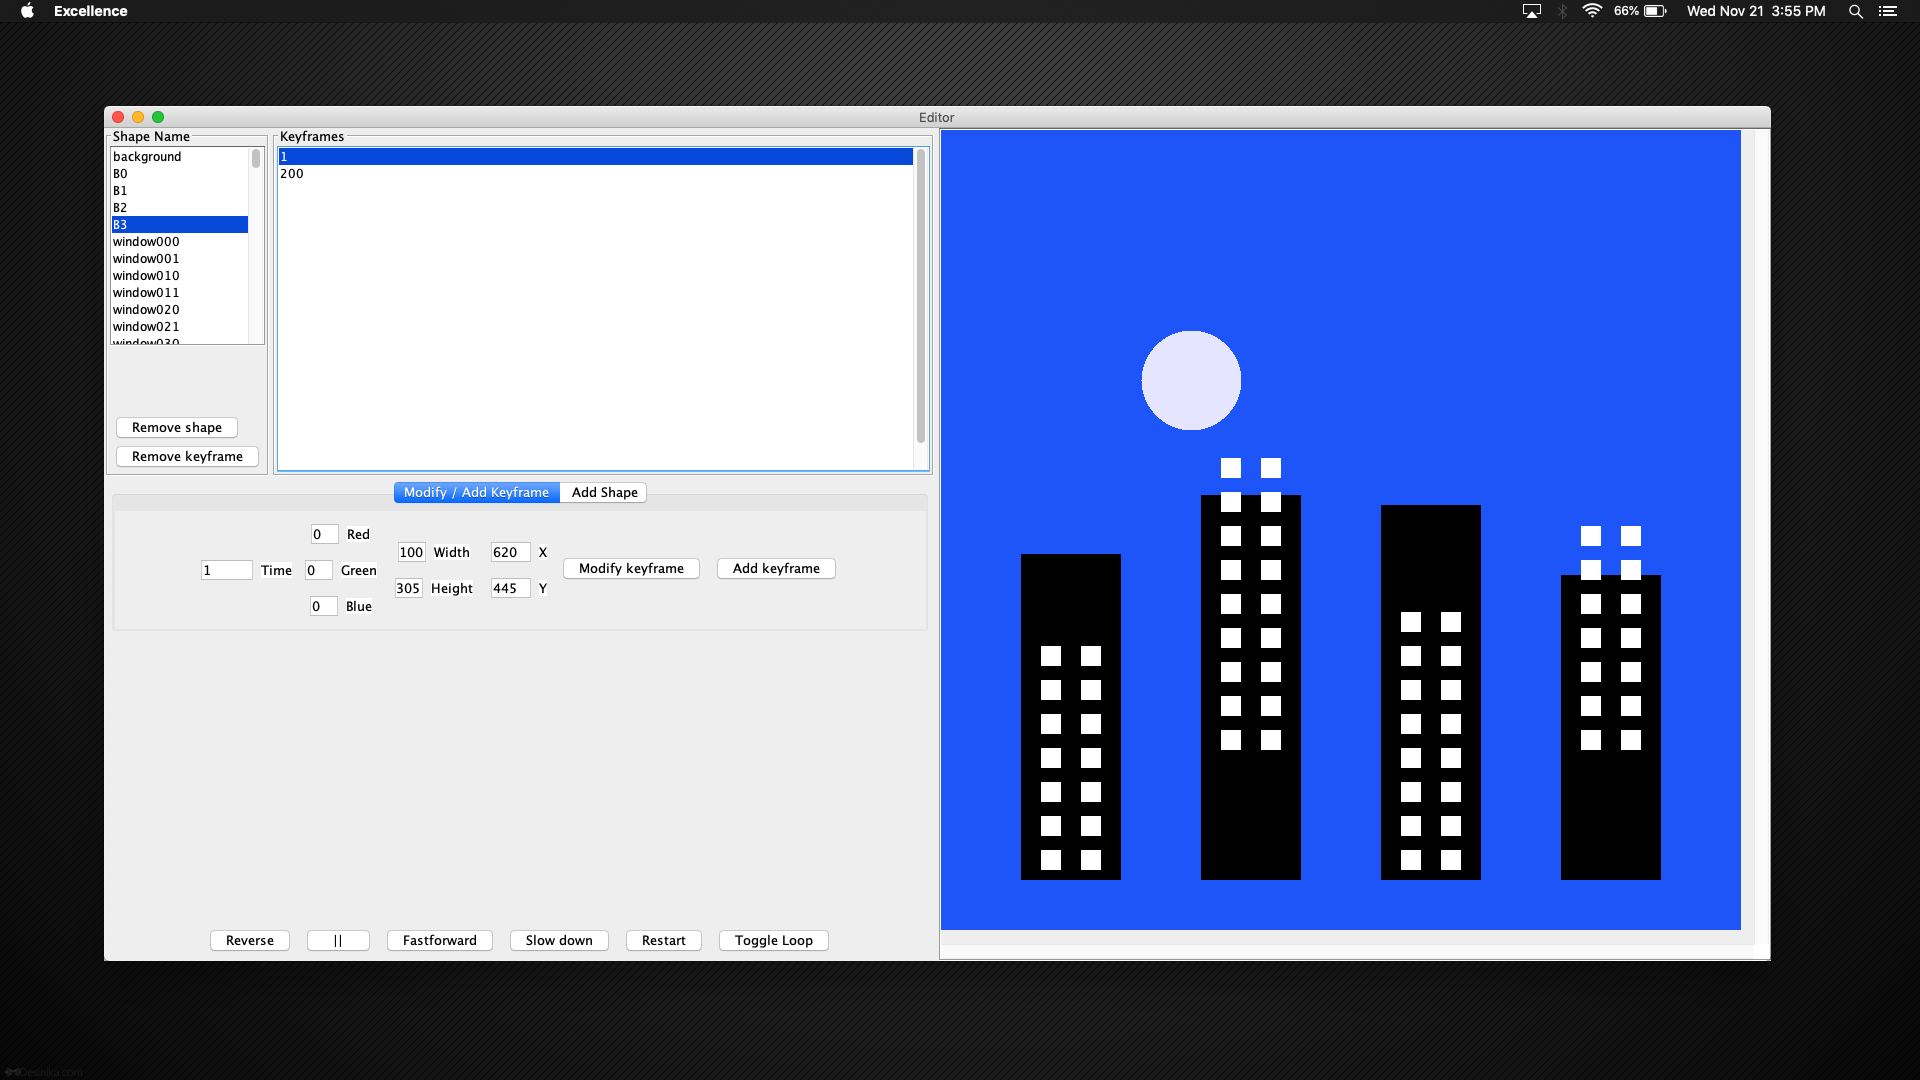 Excellence
66%
Wed Nov 21 3:55 PM
Editor
Shape Name
background
B0
B1
B2
B3
window000
window001
window010
window011
window020
window021
window030
Remove shape
Remove keyframe
Keyframes
1
200
Modify / Add Keyframe
Add Shape
0 Red
100 Width
620 X
1 Time
0 Green
Modify keyframe
Add keyframe
305 Height
445 Y
0 Blue
Reverse
||
Fastforward
Slow down
Restart
Toggle Loop